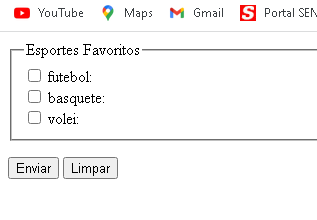 YouTube Maps Gmail Portal SEN
Esportes Favoritos
futebol:
basquete:
volei:
Enviar Limpar